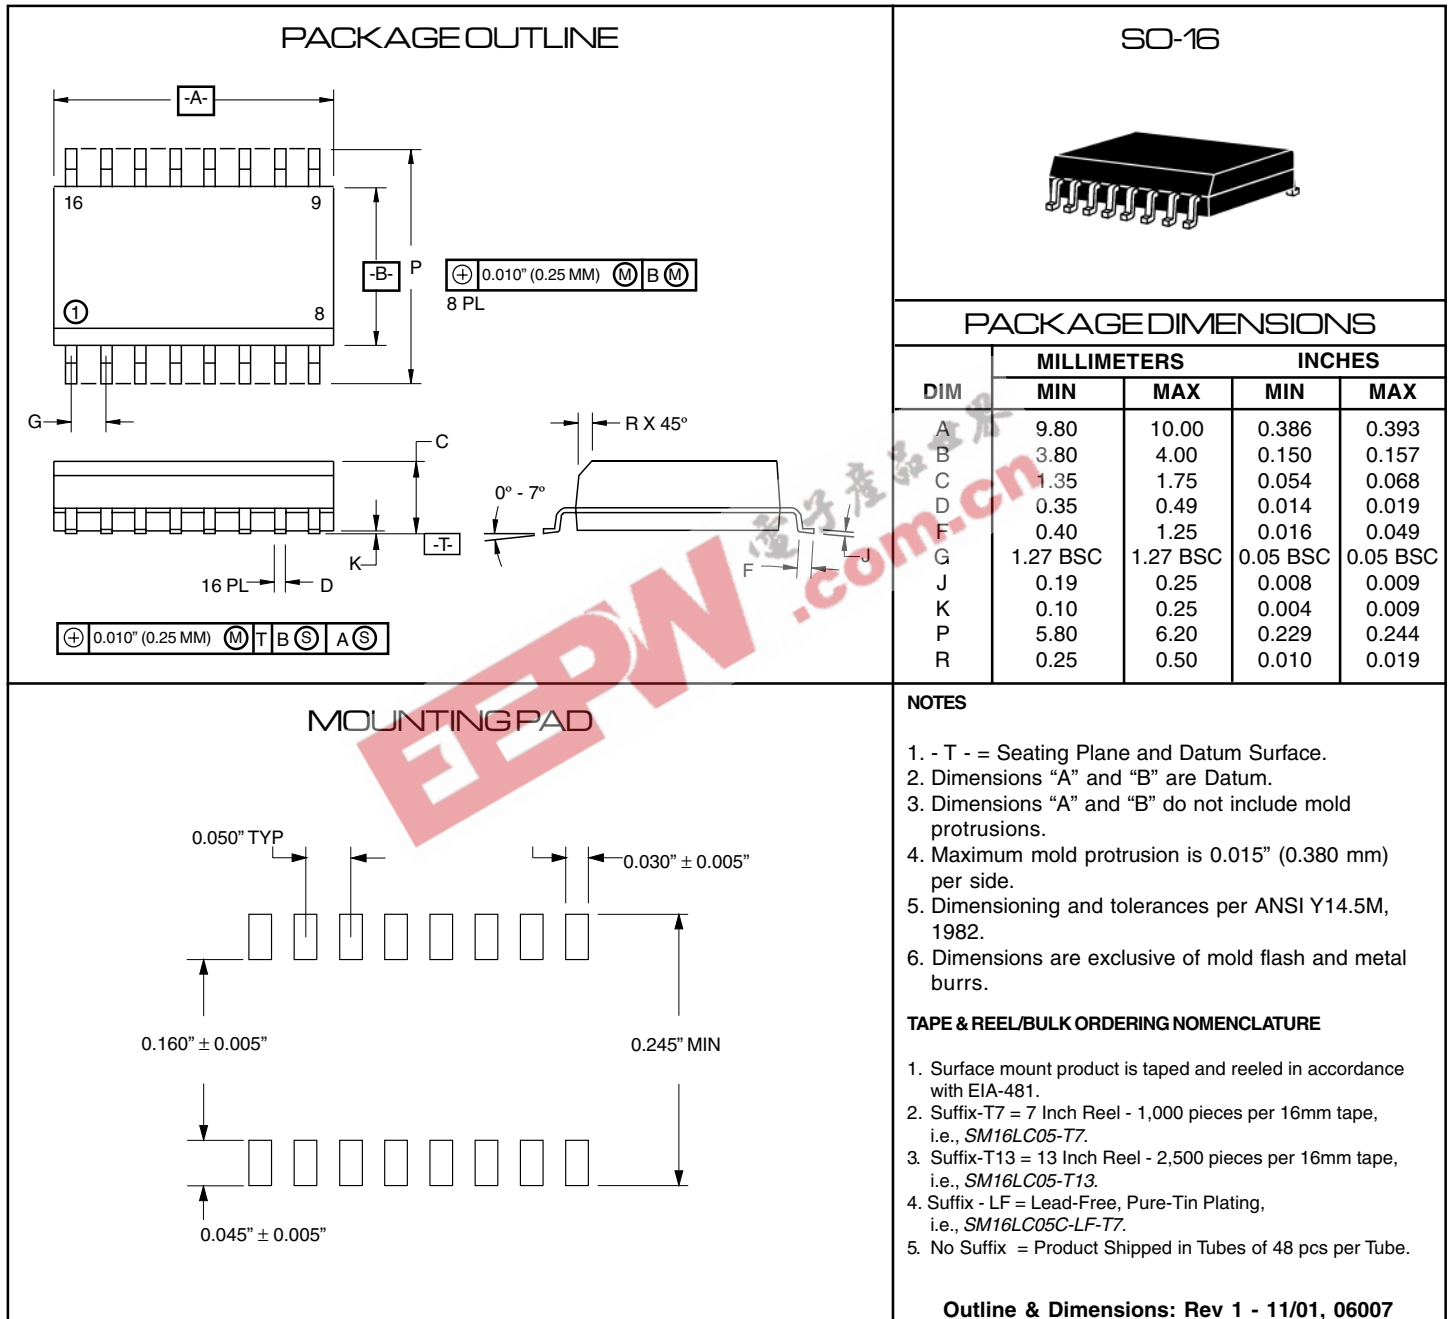 PACKAGE OUTLINE
-A-
16
9
-B-
P
0.010” (0.25 MM) M B M
8 PL
1
8
G
C
R X 45º
0º - 7º
-T-
K
J
F
16 PL
D
0.010” (0.25 MM) M T B S A S
SO-16
PACKAGE DIMENSIONS
MILLIMETERS INCHES
DIM MIN MAX MIN MAX
A 9.80 10.00 0.386 0.393
B 3.80 4.00 0.150 0.157
C 1.35 1.75 0.054 0.068
D 0.35 0.49 0.014 0.019
F 0.40 1.25 0.016 0.049
G 1.27 BSC 1.27 BSC 0.05 BSC 0.05 BSC
J 0.19 0.25 0.008 0.009
K 0.10 0.25 0.004 0.009
P 5.80 6.20 0.229 0.244
R 0.25 0.50 0.010 0.019
EEPW.com.cn
電子產品世界
MOUNTING PAD
0.050” TYP
0.030” ± 0.005”
0.160” ± 0.005”
0.245” MIN
0.045” ± 0.005”
NOTES
1. - T - = Seating Plane and Datum Surface.
2. Dimensions “A” and “B” are Datum.
3. Dimensions “A” and “B” do not include mold
protrusions.
4. Maximum mold protrusion is 0.015” (0.380 mm)
per side.
5. Dimensioning and tolerances per ANSI Y14.5M,
1982.
6. Dimensions are exclusive of mold flash and metal
burrs.
TAPE & REEL/BULK ORDERING NOMENCLATURE
1. Surface mount product is taped and reeled in accordance
with EIA-481.
2. Suffix-T7 = 7 Inch Reel - 1,000 pieces per 16mm tape,
i.e., SM16LC05-T7.
3. Suffix-T13 = 13 Inch Reel - 2,500 pieces per 16mm tape,
i.e., SM16LC05-T13.
4. Suffix - LF = Lead-Free, Pure-Tin Plating,
i.e., SM16LC05C-LF-T7.
5. No Suffix = Product Shipped in Tubes of 48 pcs per Tube.
Outline & Dimensions: Rev 1 - 11/01, 06007